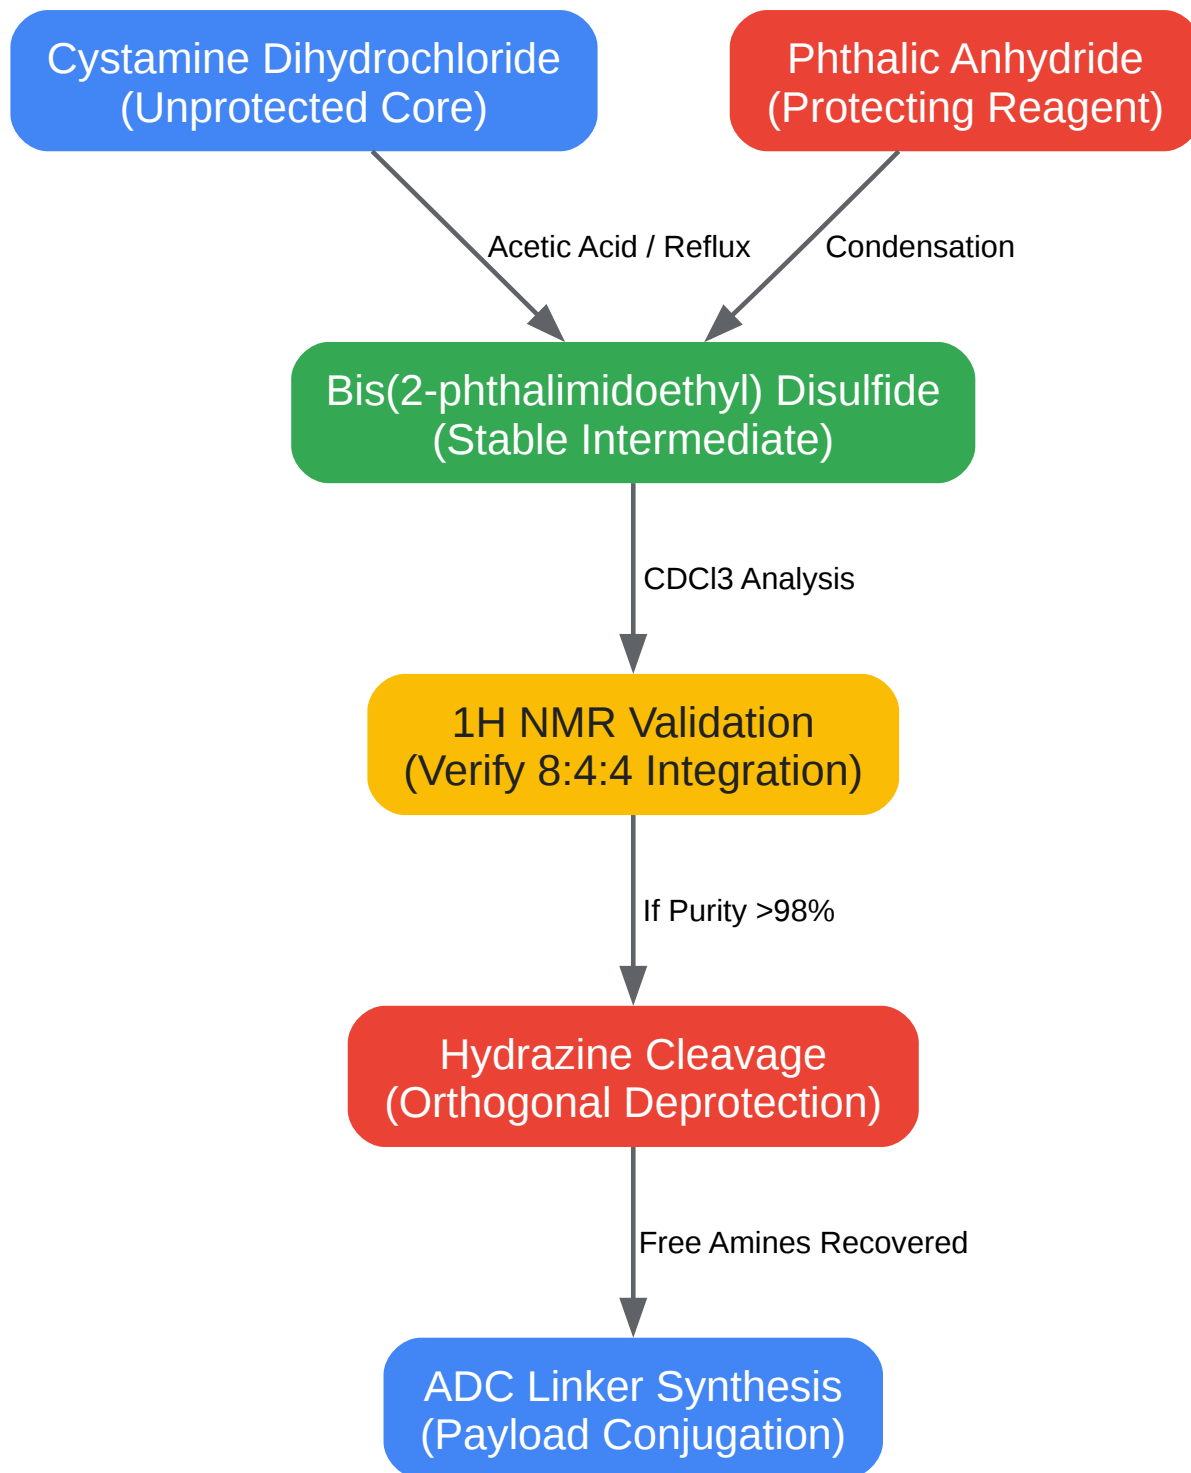 Cystamine Dihydrochloride
(Unprotected Core)
Phthalic Anhydride
(Protecting Reagent)
Acetic Acid / Reflux
Condensation
Bis(2-phthalimidoethyl) Disulfide
(Stable Intermediate)
CDCl3 Analysis
1H NMR Validation
(Verify 8:4:4 Integration)
If Purity >98%
Hydrazine Cleavage
(Orthogonal Deprotection)
Free Amines Recovered
ADC Linker Synthesis
(Payload Conjugation)